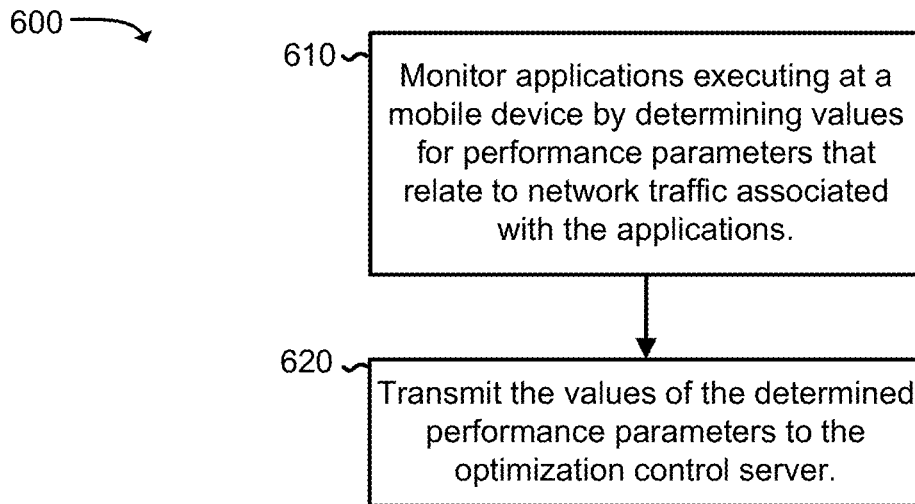 600
610
Monitor applications executing at a
mobile device by determining values
for performance parameters that
relate to network traffic associated
with the applications.
620
Transmit the values of the determined
performance parameters to the
optimization control server.